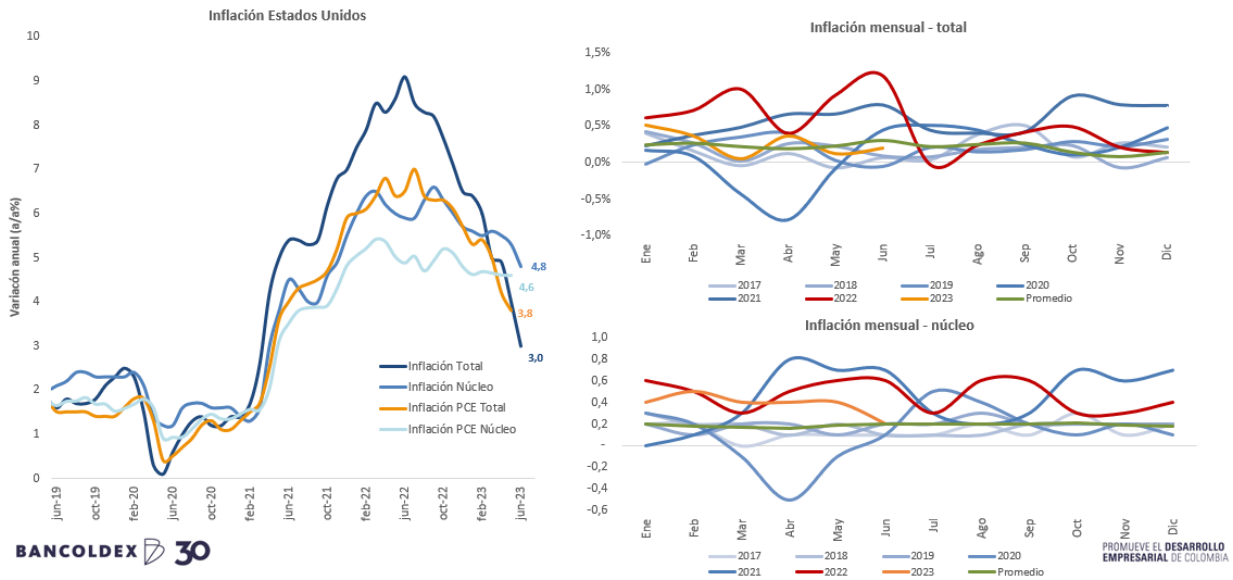 Inflación Estados Unidos
Variacón anual (a/a%)
10
9
8
7
6
5
4
3
2
1
0
4,8
4,6
3,8
3,0
Inflación Total
Inflación Núcleo
Inflación PCE Total
Inflación PCE Núcleo
jun-19
oct-19
feb-20
jun-20
oct-20
feb-21
jun-21
oct-21
feb-22
jun-22
oct-22
feb-23
jun-23
BANCOLDEX 30
Inflación mensual - total
1,5%
1,0%
0,5%
0,0%
-0,5%
-1,0%
Ene
Feb
Mar
Abr
May
Jun
Jul
Ago
Sep
Oct
Nov
Dic
2017 2018 2019 2020
2021 2022 2023 Promedio
Inflación mensual - núcleo
1,0
0,8
0,6
0,4
0,2
-
-0,2
-0,4
-0,6
Ene
Feb
Mar
Abr
May
Jun
Jul
Ago
Sep
Oct
Nov
Dic
2017 2018 2019 2020
2021 2022 2023 Promedio
PROMUEVE EL DESARROLLO
EMPRESARIAL DE COLOMBIA